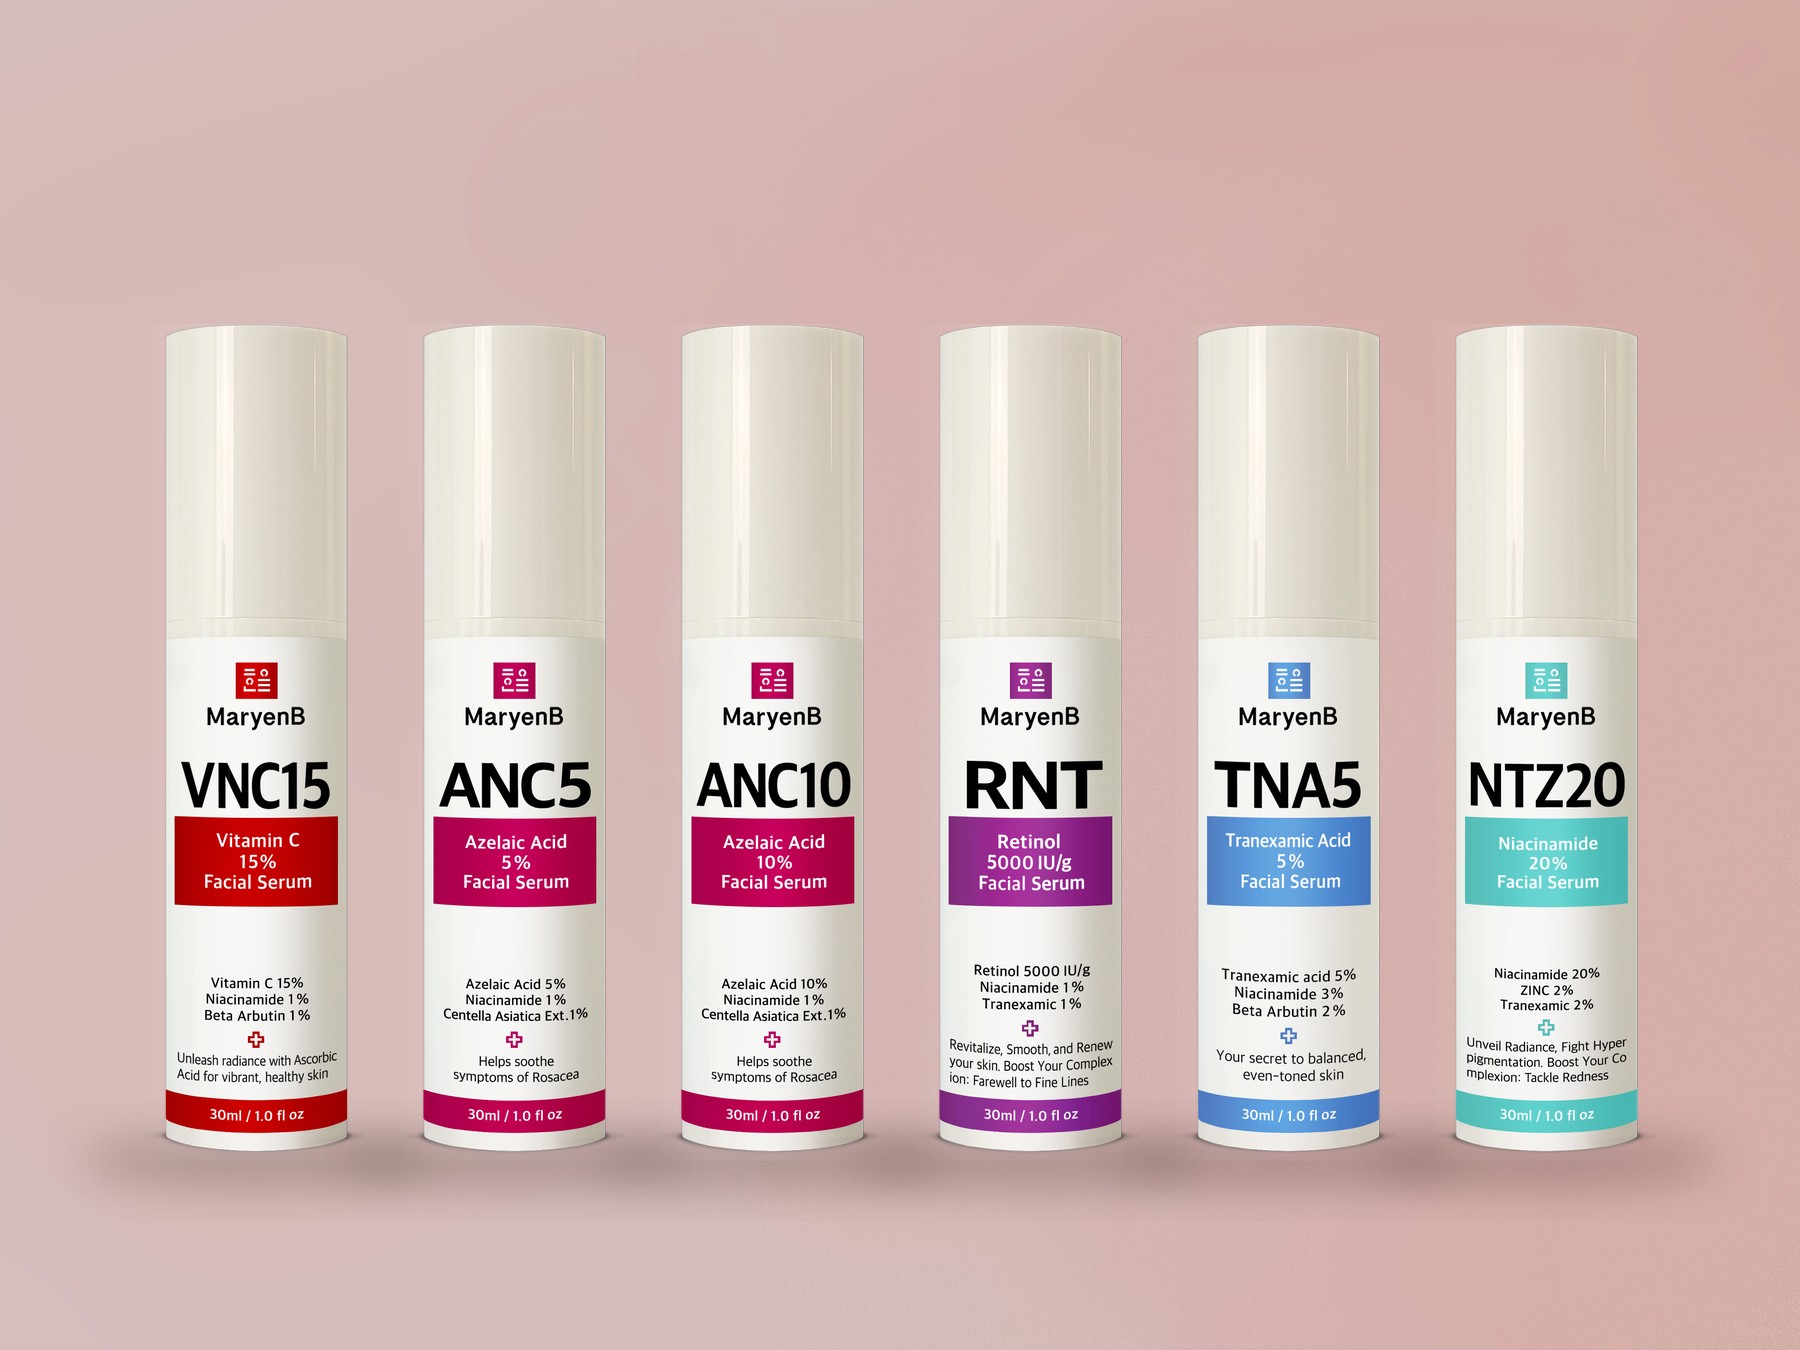 MaryenB
VNC15
Vitamin C
15%
Facial Serum
Vitamin C 15%
Niacinamide 1%
Beta Arbutin 1%
Unleash radiance with Ascorbic
Acid for vibrant, healthy skin
30ml / 1.0 fl oz
MaryenB
ANC5
Azelaic Acid
5%
Facial Serum
Azelaic Acid 5%
Niacinamide 1%
Centella Asiatica Ext.1%
Helps soothe
symptoms of Rosacea
30ml / 1.0 fl oz
MaryenB
ANC10
Azelaic Acid
10%
Facial Serum
Azelaic Acid 10%
Niacinamide 1%
Centella Asiatica Ext.1%
Helps soothe
symptoms of Rosacea
30ml / 1.0 fl oz
MaryenB
RNT
Retinol
5000 IU/g
Facial Serum
Retinol 5000 IU/g
Niacinamide 1%
Tranexamic 1%
Revitalize, Smooth, and Renew
your skin. Boost Your Complex
ion: Farewell to Fine Lines
30ml / 1.0 fl oz
MaryenB
TNA5
Tranexamic Acid
5%
Facial Serum
Tranexamic acid 5%
Niacinamide 3%
Beta Arbutin 2%
Your secret to balanced,
even-toned skin
30ml / 1.0 fl oz
MaryenB
NTZ20
Niacinamide
20%
Facial Serum
Niacinamide 20%
ZINC 2%
Tranexamic 2%
Unveil Radiance, Fight Hyper
pigmentation. Boost Your Co
mplexion: Tackle Redness
30ml / 1.0 fl oz